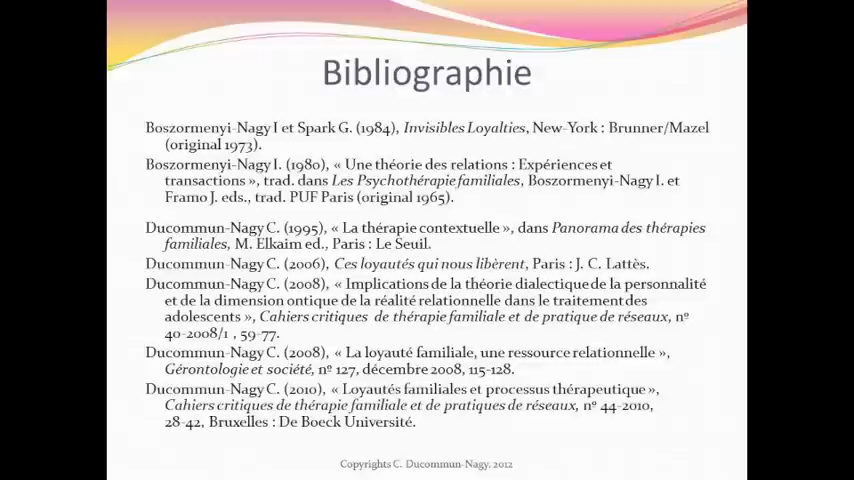 Bibliographie
Boszormenyi-Nagy I et Spark G. (1984), Invisibles Loyalties, New-York : Brunner/Mazel
(original 1973).
Boszormenyi-Nagy I. (1980), « Une théorie des relations : Expériences et
transactions », trad. dans Les Psychothérapie familiales, Boszormenyi-Nagy I. et
Framo J. eds., trad. PUF Paris (original 1965).
Ducommun-Nagy C. (1995), « La thérapie contextuelle », dans Panorama des thérapies
familiales, M. Elkaim ed., Paris : Le Seuil.
Ducommun-Nagy C. (2006), Ces loyautés qui nous libèrent, Paris : J. C. Lattès.
Ducommun-Nagy C. (2008), « Implications de la théorie dialectique de la personnalité
et de la dimension ontique de la réalité relationnelle dans le traitement des
adolescents », Cahiers critiques de thérapie familiale et de pratique de réseaux, nº
40-2008/1 , 59-77.
Ducommun-Nagy C. (2008), « La loyauté familiale, une ressource relationnelle »,
Gérontologie et société, nº 127, décembre 2008, 115-128.
Ducommun-Nagy C. (2010), « Loyautés familiales et processus thérapeutique »,
Cahiers critiques de thérapie familiale et de pratiques de réseaux, nº 44-2010,
28-42, Bruxelles : De Boeck Université.
Copyrights C. Ducommun-Nagy, 2012